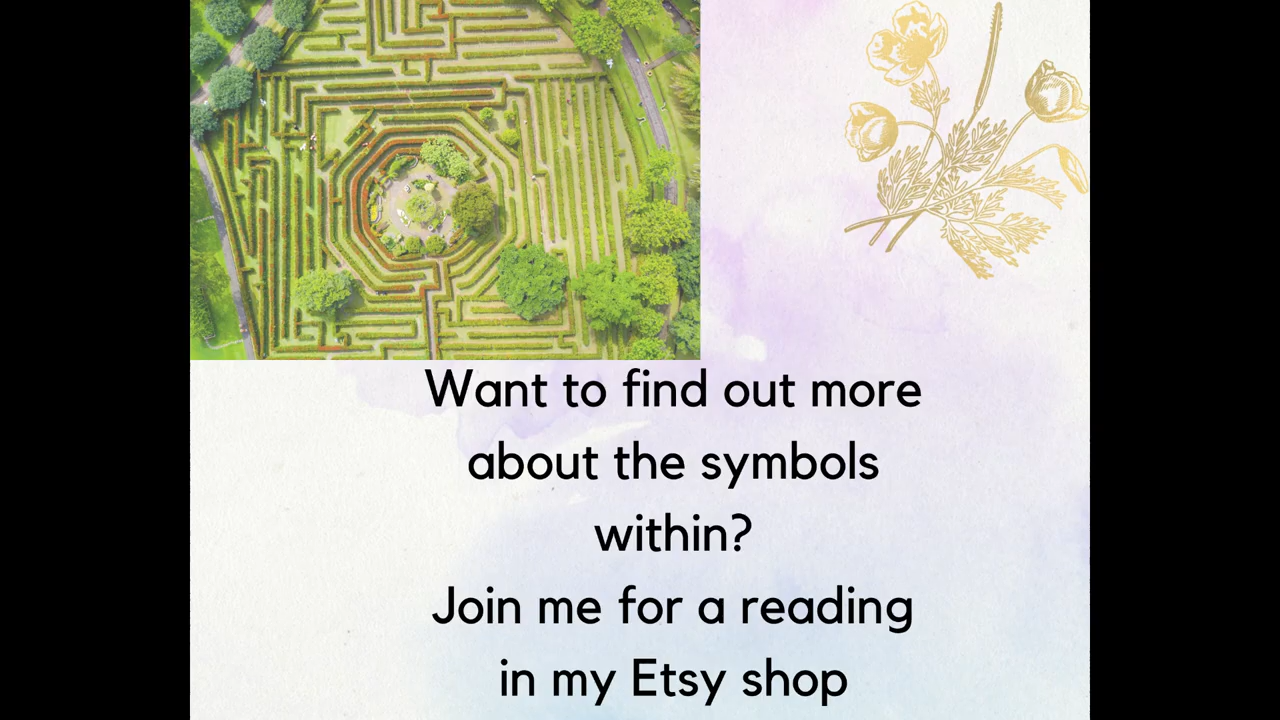 Want to find out more
about the symbols
within?
Join me for a reading
in my Etsy shop